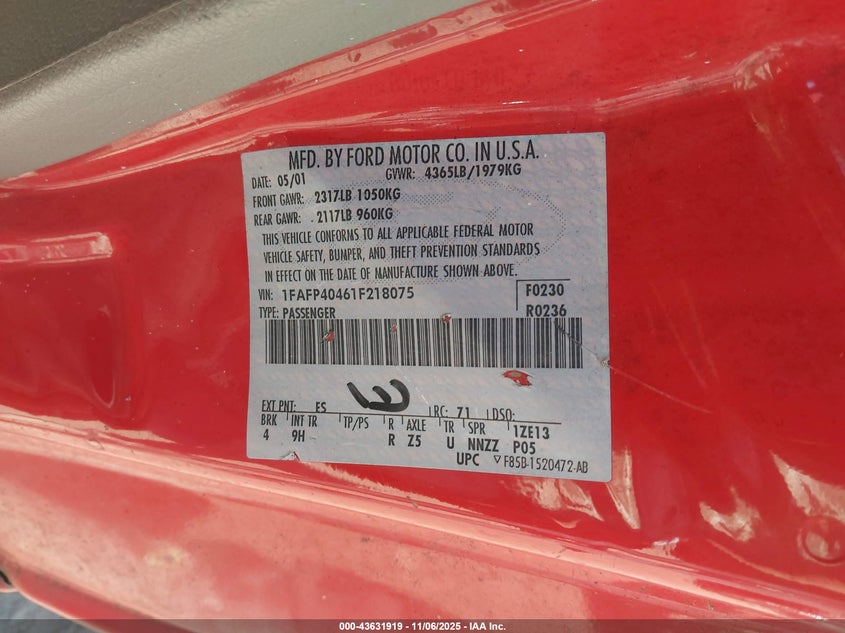 MFD. BY FORD MOTOR CO. IN U.S.A.
DATE: 05/01 GVWR: 4365LB/1979KG
FRONT GAWR: 2317LB 1050KG
REAR GAWR: 2117LB 960KG
THIS VEHICLE CONFORMS TO ALL APPLICABLE FEDERAL MOTOR
VEHICLE SAFETY, BUMPER, AND THEFT PREVENTION STANDARDS
IN EFFECT ON THE DATE OF MANUFACTURE SHOWN ABOVE.
VIN: 1FAFP40461F218075 F0230
TYPE: PASSENGER R0236
EXT PNT: ES RC: 71 DSO:
BRK INT TR TP/PS R AXLE TR SPR 1ZE13
4 9H R Z5 U NNZZ P05
UPC ▽F85B-1520472-AB
000-43631919 - 11/06/2025 - IAA Inc.